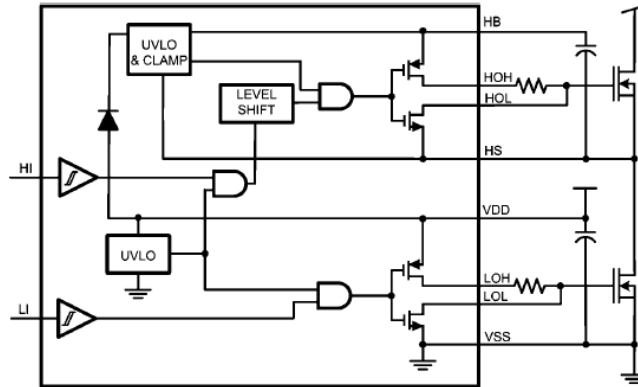 UVLO
& CLAMP
HB
HOH
LEVEL
SHIFT
HOL
HI
HS
VDD
UVLO
LOH
LOL
LI
VSS